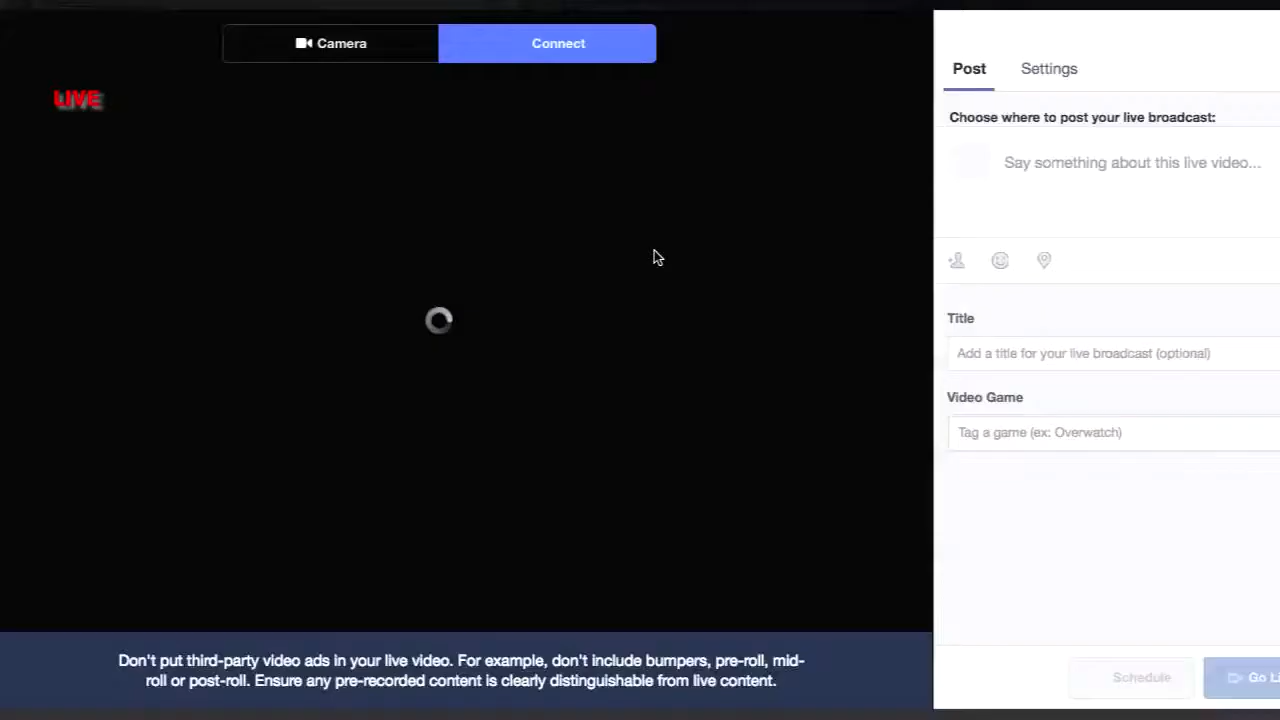 Camera
Connect
LIVE
Post
Settings
Choose where to post your live broadcast:
Say something about this live video...
Title
Add a title for your live broadcast (optional)
Video Game
Tag a game (ex: Overwatch)
Don't put third-party video ads in your live video. For example, don't include bumpers, pre-roll, mid-
roll or post-roll. Ensure any pre-recorded content is clearly distinguishable from live content.
Schedule
Go Li